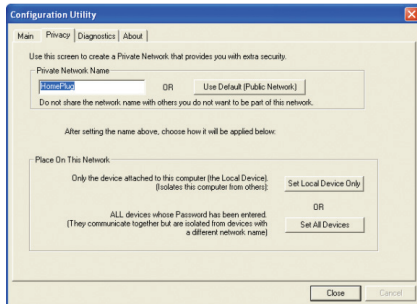 Configuration Utility
Main Privacy Diagnostics About
Use this screen to create a Private Network that provides you with extra security.
Private Network Name
HomePlug OR Use Default (Public Network)
Do not share the network name with others you do not want to be part of this network.
After setting the name above, choose how it will be applied below:
Place On This Network
Only the device attached to this computer (the Local Device).
(Isolates this computer from others):
Set Local Device Only
OR
ALL devices whose Password has been entered.
(They communicate together but are isolated from devices with
a different network name)
Set All Devices
Close Cancel